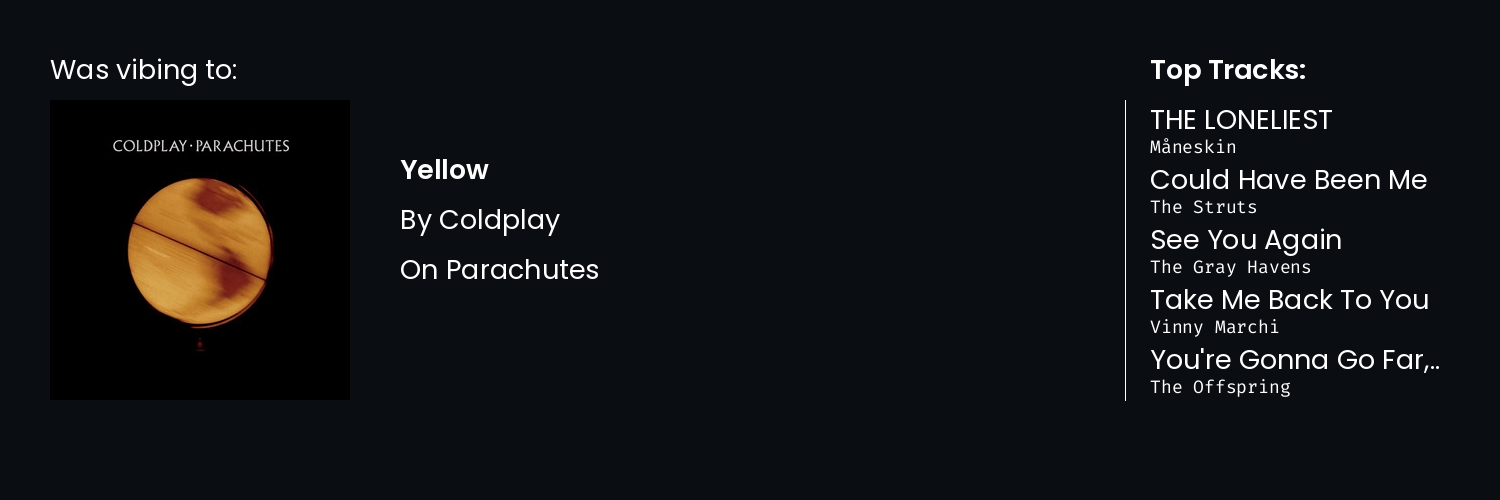 Was vibing to:
COLDPLAY·PARACHUTES
Yellow
By Coldplay
On Parachutes
Top Tracks:
THE LONELIEST
Måneskin
Could Have Been Me
The Struts
See You Again
The Gray Havens
Take Me Back To You
Vinny Marchi
You're Gonna Go Far,..
The Offspring